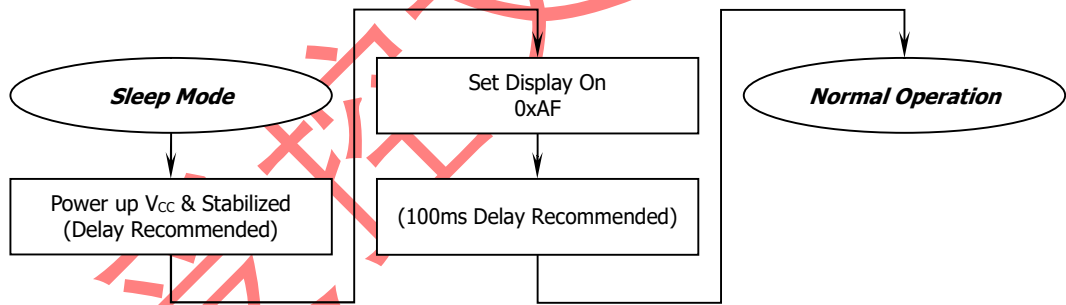 Sleep Mode
Power up VCC & Stabilized
(Delay Recommended)
Set Display On
0xAF
(100ms Delay Recommended)
Normal Operation